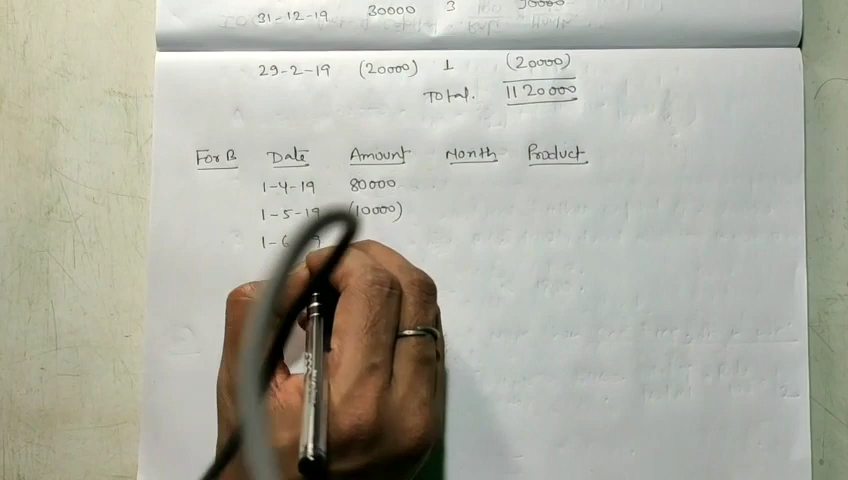 31-12-19 30000 3
29-2-19 (20000) 1 (20000)
Total. 1120000
For B Date Amount Month Product
1-4-19 80000
1-5-19 (10000)